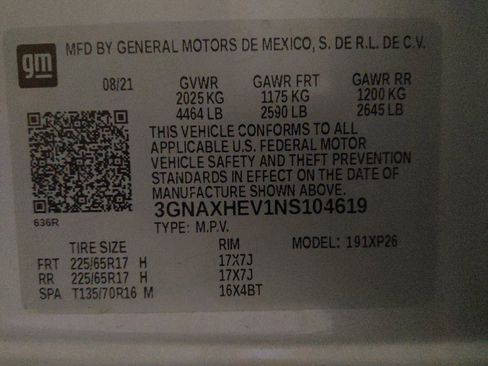 gm
MFD BY GENERAL MOTORS DE MEXICO, S. DE R.L. DE C.V.
08/21 GVWR GAWR FRT GAWR RR
2025 KG 1175 KG 1200 KG
4464 LB 2590 LB 2645 LB
THIS VEHICLE CONFORMS TO ALL
APPLICABLE U.S. FEDERAL MOTOR
VEHICLE SAFETY AND THEFT PREVENTION
STANDARDS IN EFFECT ON THE DATE OF
MANUFACTURE SHOWN ABOVE.
636R 3GNAXHEV1NS104619
TYPE: M.P.V.
TIRE SIZE RIM MODEL: 191XP26
FRT 225/65R17 H 17X7J
RR 225/65R17 H 17X7J
SPA T135/70R16 M 16X4BT